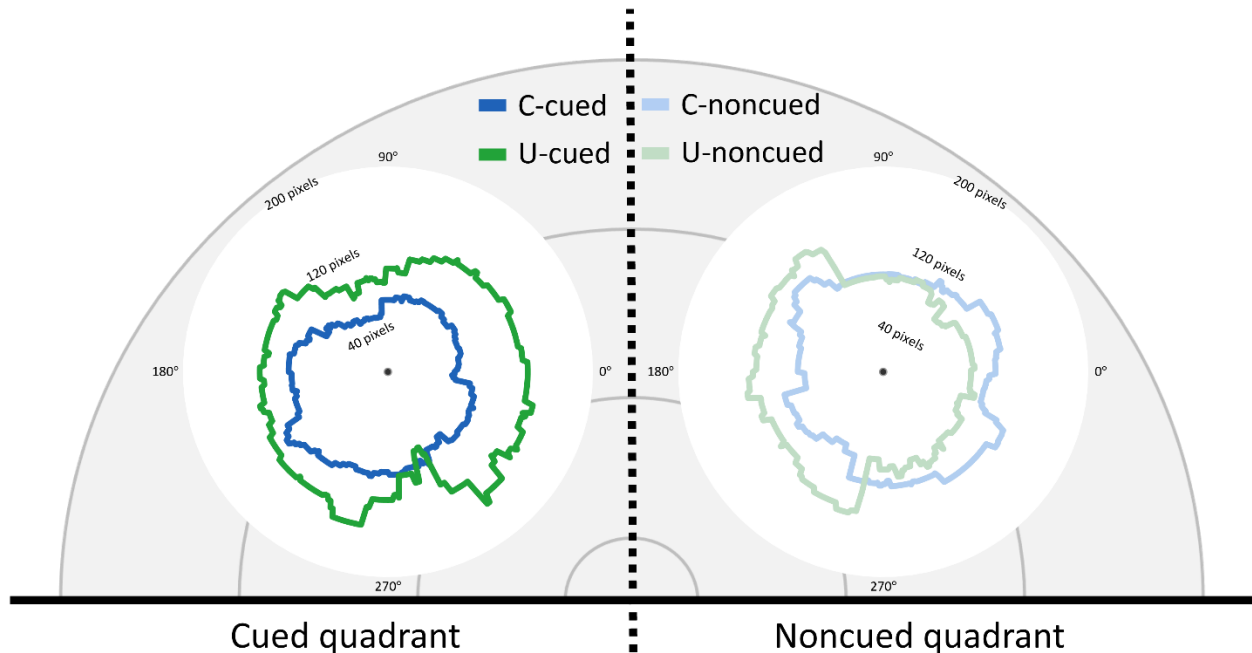 C-cued
C-noncued
U-cued
U-noncued
90°
200 pixels
120 pixels
40 pixels
180°
0°
270°
90°
200 pixels
120 pixels
40 pixels
180°
0°
270°
Cued quadrant
Noncued quadrant